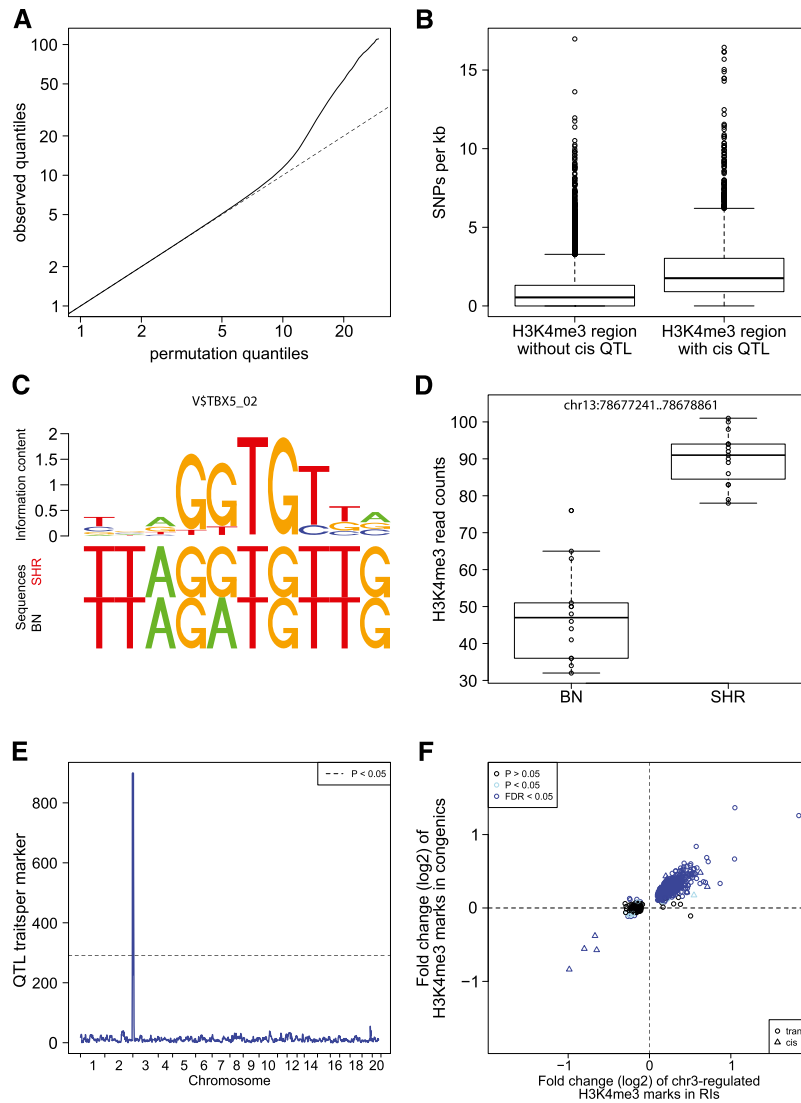 A
observed quantiles
100
50
20
10
5
2
1
1 2 5 10 20
permutation quantiles
B
SNPs per kb
15
10
5
0
H3K4me3 region
without cis QTL
H3K4me3 region
with cis QTL
C
V$TBX5_02
Information content
2
1.5
1
0.5
0
Sequences
SHR
BN
TTAGGTGTTG
TTAGATGTTG
D
chr13:78677241..78678861
H3K4me3 read counts
100
90
80
70
60
50
40
30
BN SHR
E
QTL traitsper marker
P < 0.05
800
600
400
200
0
1 2 3 4 5 6 7 8 9 10 12 14 16 18 20
Chromosome
F
Fold change (log2) of
H3K4me3 marks in congenics
P > 0.05
P < 0.05
FDR < 0.05
1
0
−1
tran
cis
−1 0 1
Fold change (log2) of chr3-regulated
H3K4me3 marks in RIs